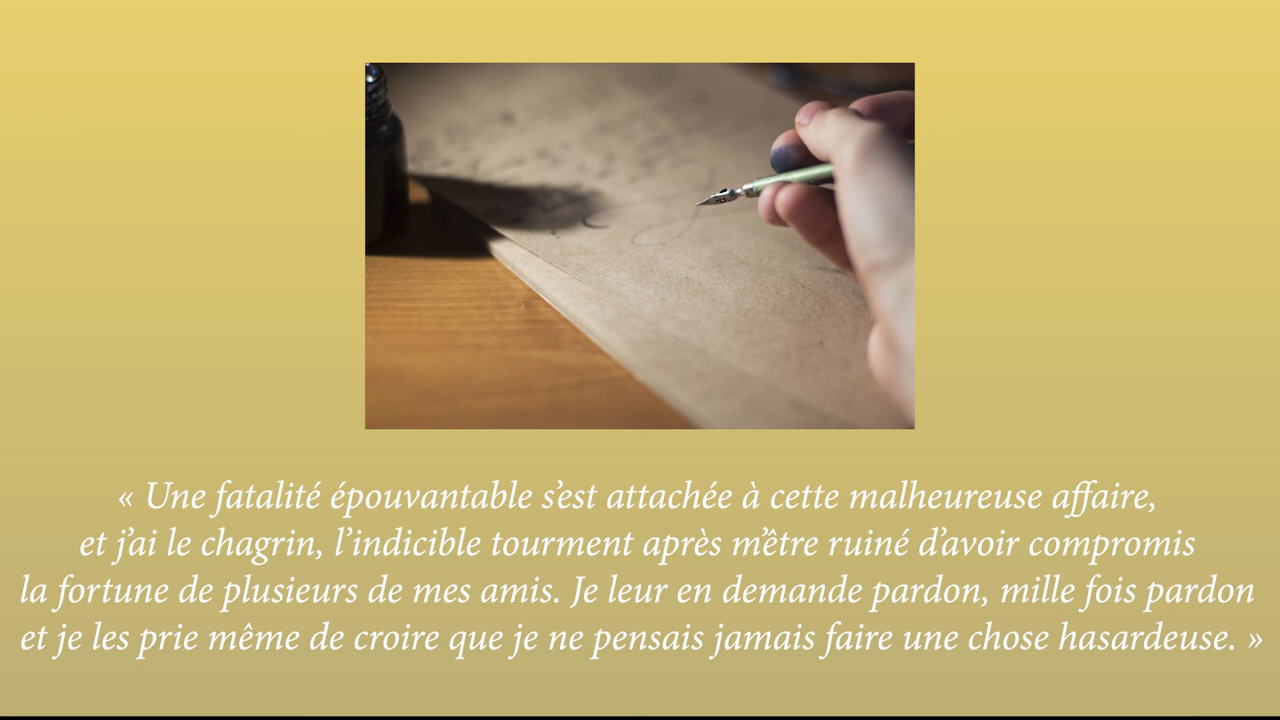 « Une fatalité épouvantable s’est attachée à cette malheureuse affaire,
et j’ai le chagrin, l’indicible tourment après m’être ruiné d’avoir compromis
la fortune de plusieurs de mes amis. Je leur en demande pardon, mille fois pardon
et je les prie même de croire que je ne pensais jamais faire une chose hasardeuse. »